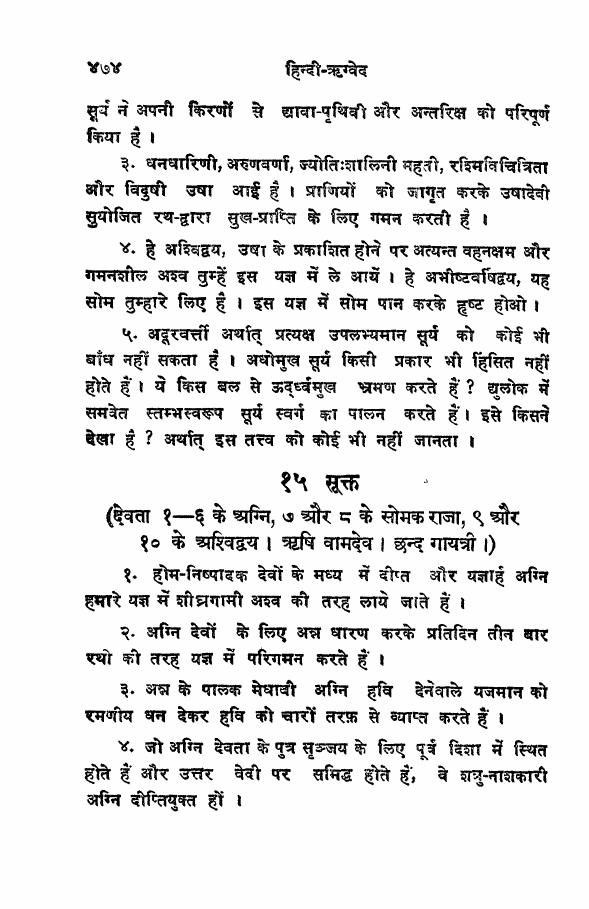 ४७४ हिन्दी-ऋग्वेद
सूर्य ने अपनी किरणों से द्यावा-पृथिवी और अन्तरिक्ष को परिपूर्ण
किया है ।
३. धनधारिणी, अरुणवर्णा, ज्योतिःशालिनी महती, रश्मिविचित्रिता
और विदुषी उषा आई है । प्राणियों को जागृत करके उषादेवी
सुयोजित रथ-द्वारा सुख-प्राप्ति के लिए गमन करती है ।
४. हे अश्विद्वय, उषा के प्रकाशित होने पर अत्यन्त वहनक्षम और
गमनशील अश्व तुम्हें इस यज्ञ में ले आयें । हे अभीष्टवर्षिद्वय, यह
सोम तुम्हारे लिए है । इस यज्ञ में सोम पान करके हृष्ट होओ ।
५. अदूरवर्त्ती अर्थात् प्रत्यक्ष उपलभ्यमान सूर्य को कोई भी
बाँध नहीं सकता है । अधोमुख सूर्य किसी प्रकार भी हिंसित नहीं
होते हैं । ये किस बल से ऊद्र्ध्वमुख भ्रमण करते हैं ? द्युलोक में
समवेत स्तम्भस्वरूप सूर्य स्वर्ग का पालन करते हैं। इसे किसने
देखा है ? अर्थात् इस तत्त्व को कोई भी नहीं जानता ।
१५ सूक्त
(देवता १—६ के अग्नि, ७ और ८ के सोमक राजा, ९ और
१० के अश्विद्वय । ऋषि वामदेव । छन्द गायत्री ।)
१. होम-निष्पादक देवों के मध्य में दीप्त और यज्ञार्ह अग्नि
हमारे यज्ञ में शीघ्रगामी अश्व की तरह लाये जाते हैं ।
२. अग्नि देवों के लिए अन्न धारण करके प्रतिदिन तीन बार
रथी की तरह यज्ञ में परिगमन करते हैं ।
३. अन्न के पालक मेधावी अग्नि हवि देनेवाले यजमान को
रमणीय धन देकर हवि को चारों तरफ़ से व्याप्त करते हैं ।
४. जो अग्नि देवता के पुत्र सृञ्जय के लिए पूर्व दिशा में स्थित
होते हैं और उत्तर वेदी पर समिद्ध होते हैं, वे शत्रु-नाशकारी
अग्नि दीप्तियुक्त हों ।